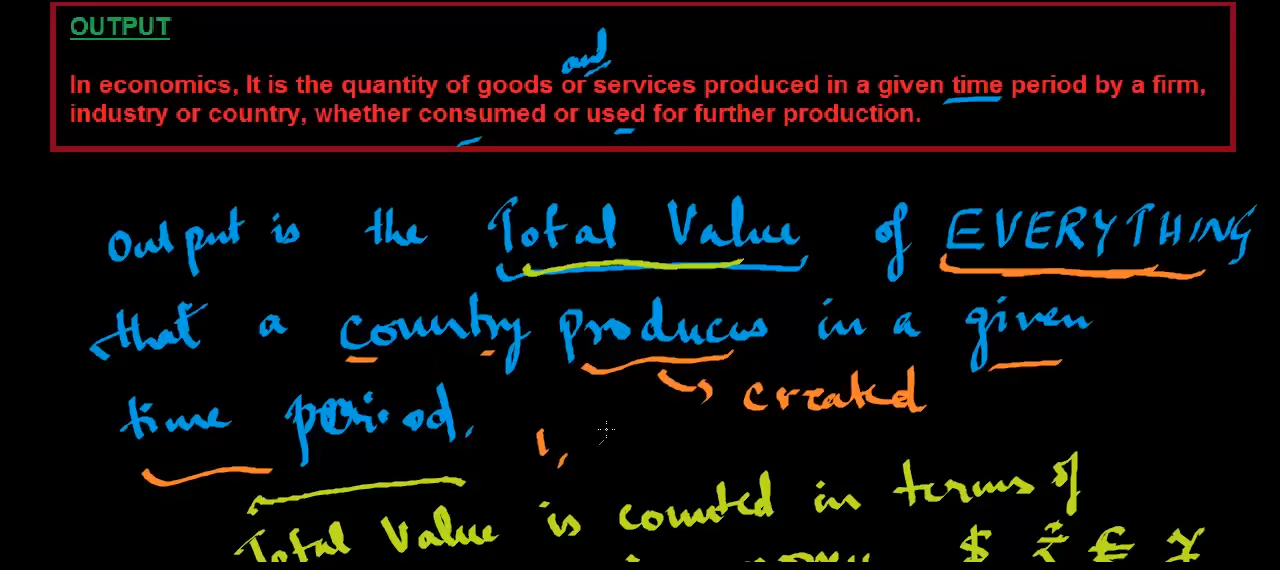 OUTPUT
and
In economics, It is the quantity of goods or services produced in a given time period by a firm,
industry or country, whether consumed or used for further production.
Output is the Total Value of EVERYTHING
that a country produces in a given
created
time period.
Total Value is counted in terms of
$ ₹ € ¥